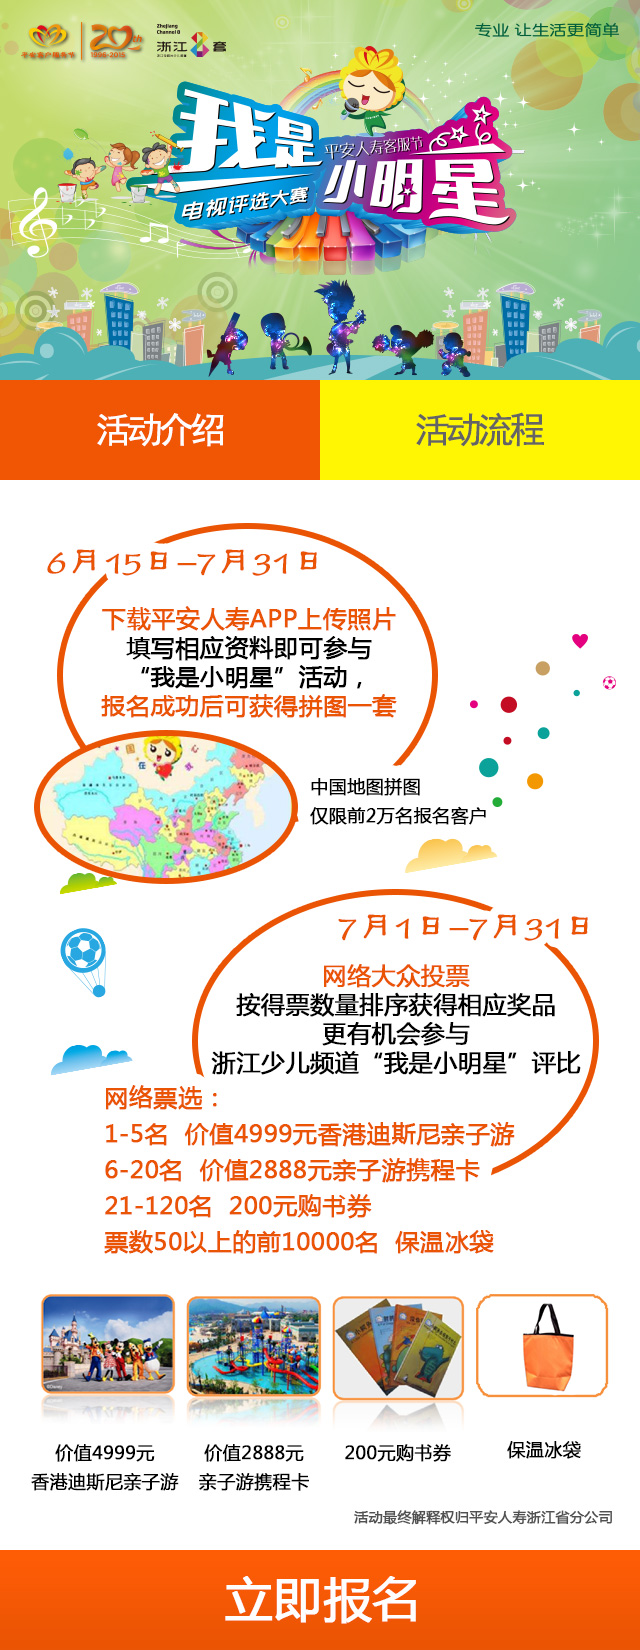 专业 让生活更简单
平安客户服务节
20th
1996-2015
Zhejiang
Channel 8
浙江8套
我是
平安人寿客服节
小明星
电视评选大赛
活动介绍
活动流程
6月15日-7月31日
下载平安人寿APP上传照片
填写相应资料即可参与
“我是小明星”活动，
报名成功后可获得拼图一套
中国地图拼图
仅限前2万名报名客户
7月1日-7月31日
网络大众投票
按得票数量排序获得相应奖品
更有机会参与
浙江少儿频道“我是小明星”评比
网络票选：
1-5名 价值4999元香港迪斯尼亲子游
6-20名 价值2888元亲子游携程卡
21-120名 200元购书券
票数50以上的前10000名 保温冰袋
©Disney
价值4999元
香港迪斯尼亲子游
价值2888元
亲子游携程卡
200元购书券
保温冰袋
活动最终解释权归平安人寿浙江省分公司
立即报名